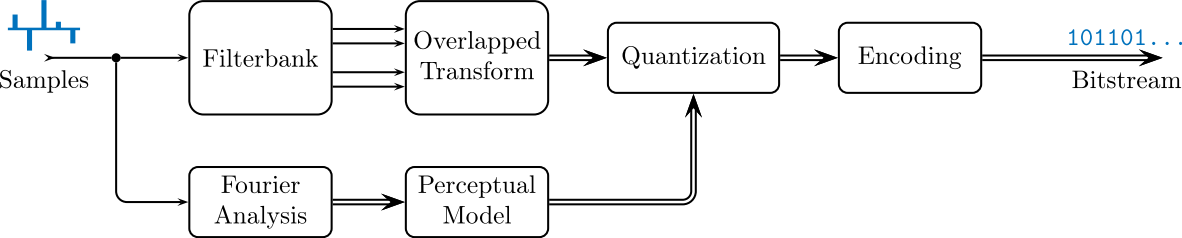 Samples
Filterbank
Overlapped
Transform
Quantization
Encoding
101101...
Bitstream
Fourier
Analysis
Perceptual
Model